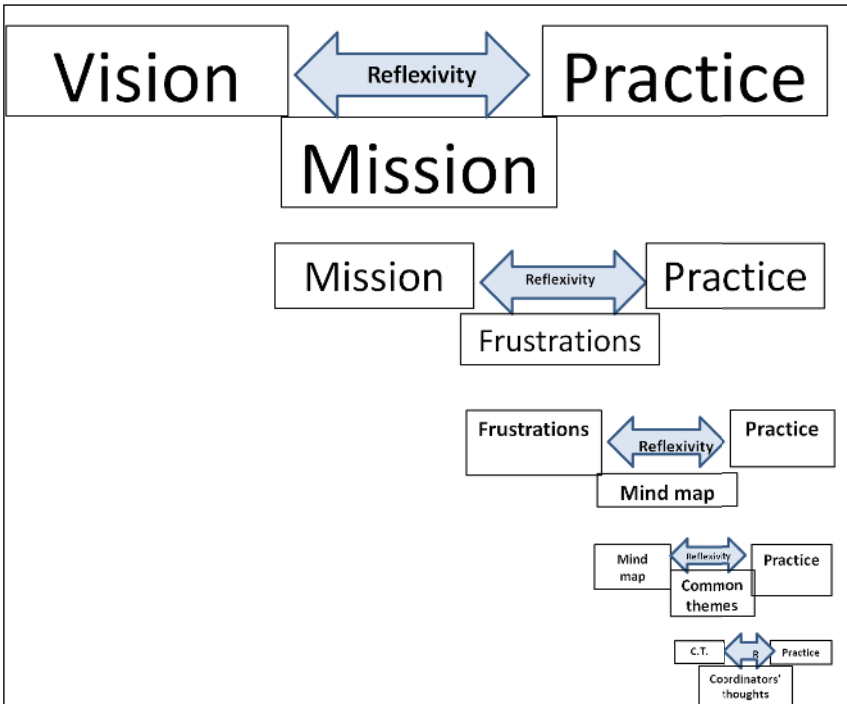 Vision
Reflexivity
Practice
Mission
Mission
Reflexivity
Practice
Frustrations
Frustrations
Reflexivity
Practice
Mind map
Mind
map
Reflexivity
Practice
Common
themes
C.T.
R
Practice
Coordinators'
thoughts